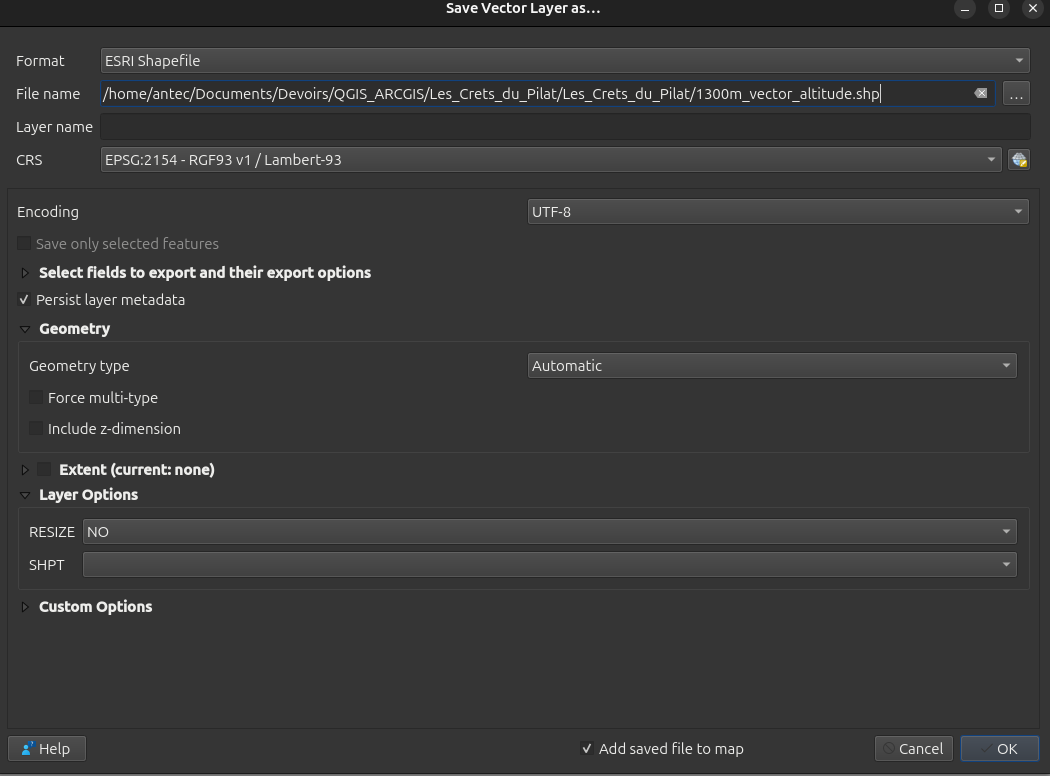 Save Vector Layer as…
Format ESRI Shapefile
File name /home/antec/Documents/Devoirs/QGIS_ARCGIS/Les_Crets_du_Pilat/Les_Crets_du_Pilat/1300m_vector_altitude.shp …
Layer name
CRS EPSG:2154 - RGF93 v1 / Lambert-93
Encoding UTF-8
Save only selected features
Select fields to export and their export options
Persist layer metadata
Geometry
Geometry type Automatic
Force multi-type
Include z-dimension
Extent (current: none)
Layer Options
RESIZE NO
SHPT
Custom Options
Help Add saved file to map Cancel OK